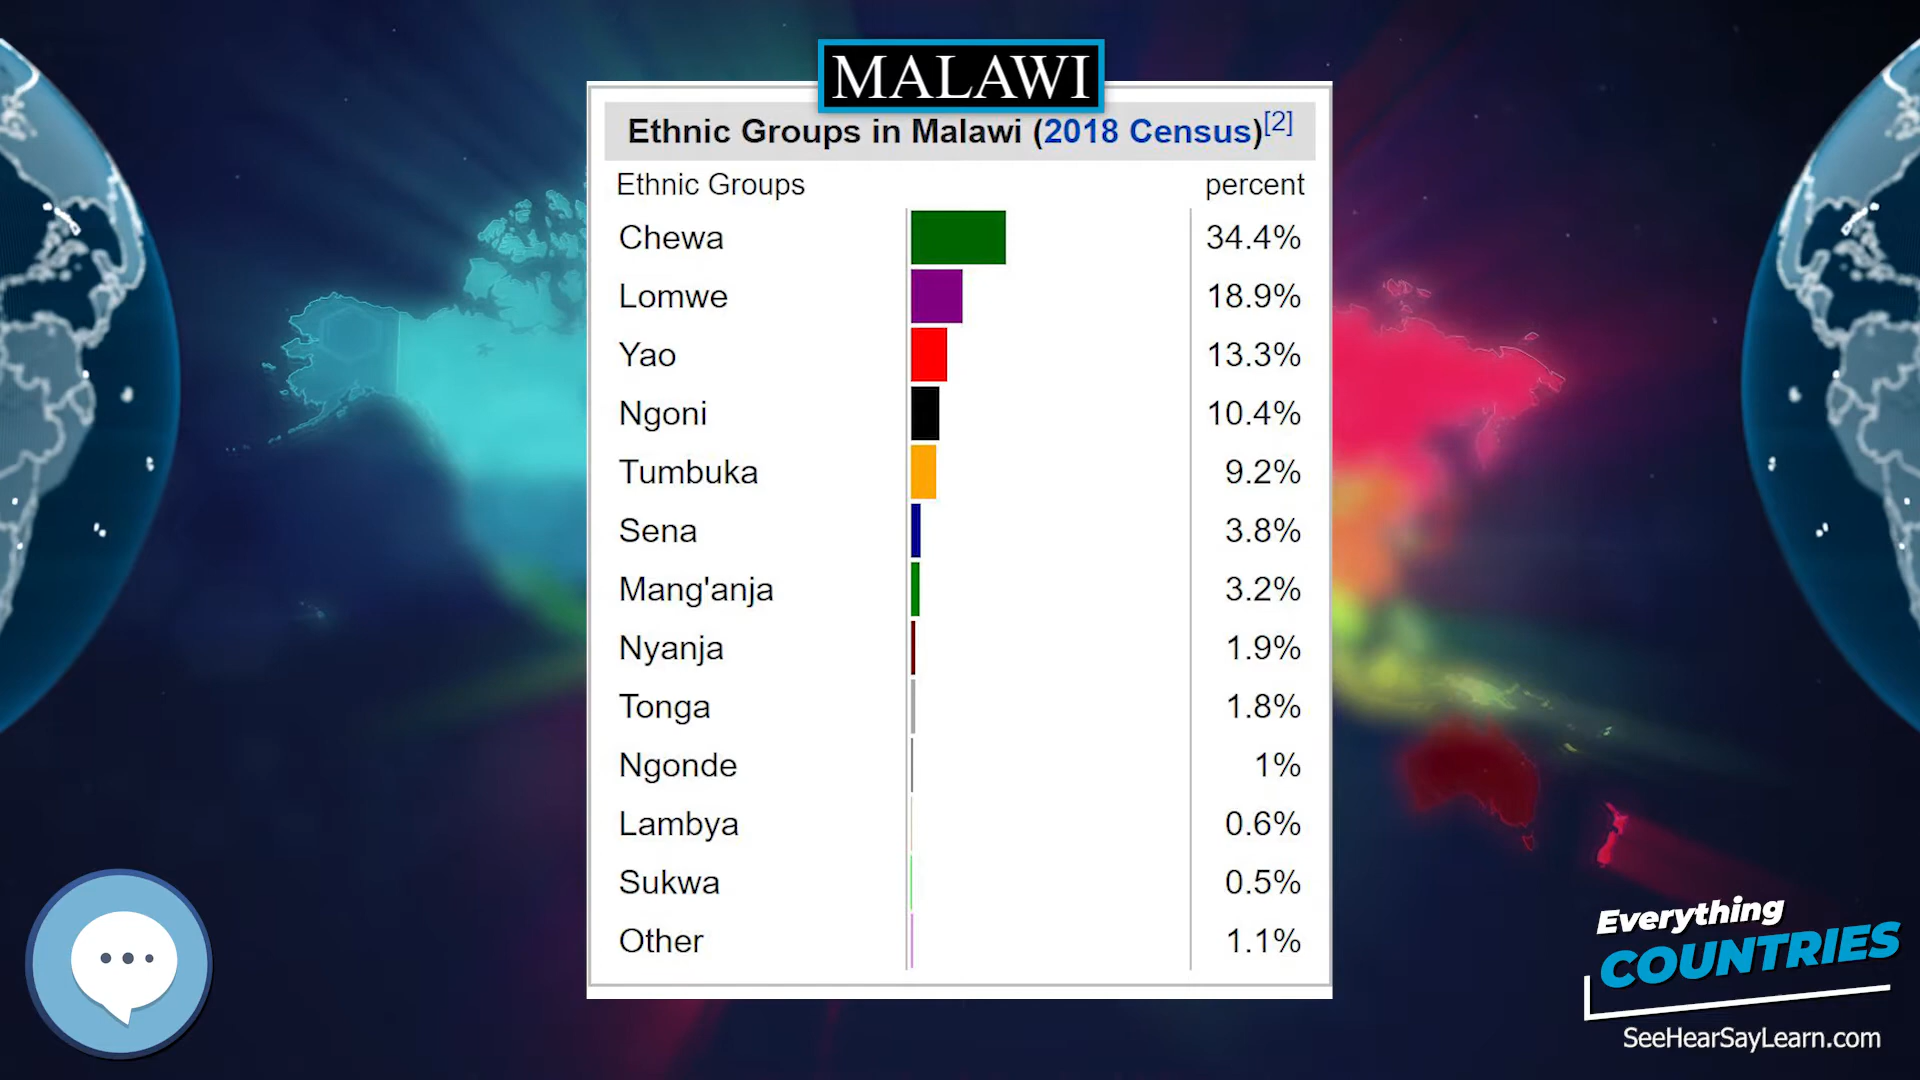 MALAWI
Ethnic Groups in Malawi (2018 Census)[2]
Ethnic Groups percent
Chewa 34.4%
Lomwe 18.9%
Yao 13.3%
Ngoni 10.4%
Tumbuka 9.2%
Sena 3.8%
Mang'anja 3.2%
Nyanja 1.9%
Tonga 1.8%
Ngonde 1%
Lambya 0.6%
Sukwa 0.5%
Other 1.1%
Everything
COUNTRIES
SeeHearSayLearn.com